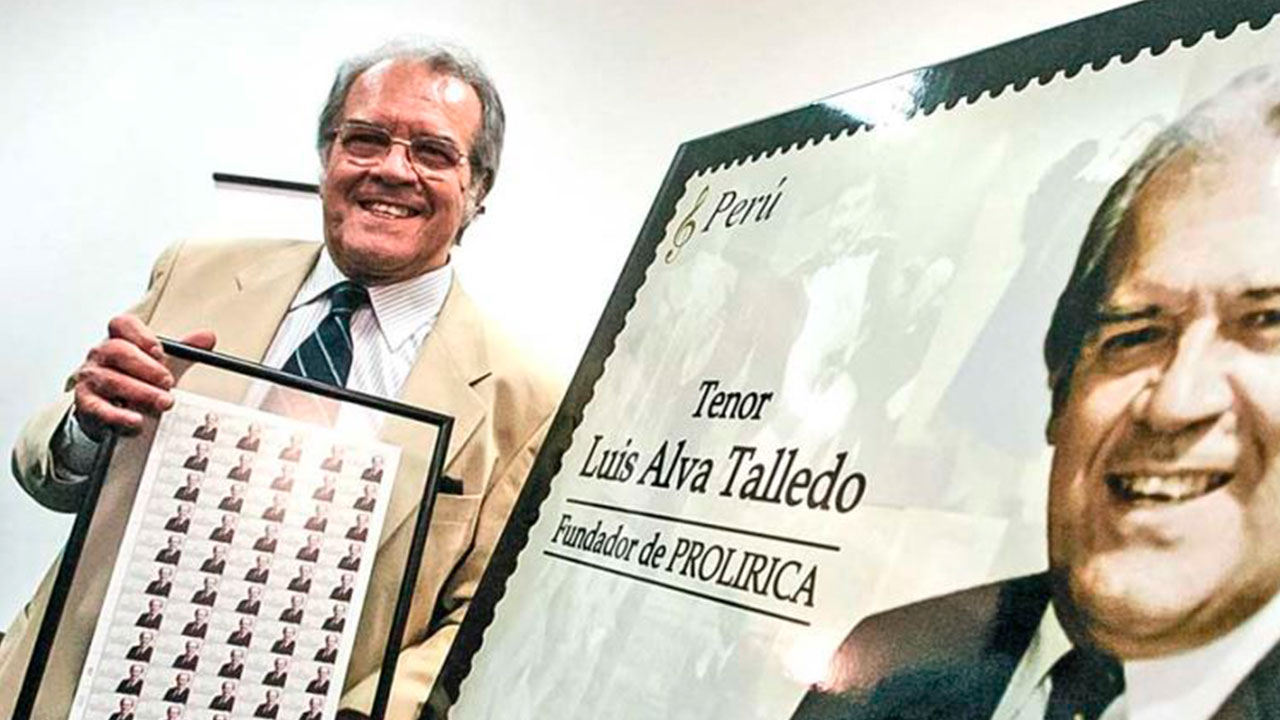 Perú
Tenor
Luis Alva Talledo
Fundador de PROLIRICA